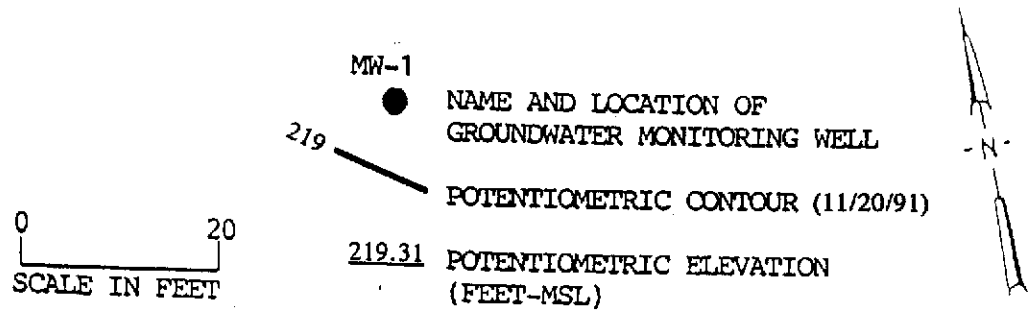 MW-1
NAME AND LOCATION OF
GROUNDWATER MONITORING WELL
219
POTENTIOMETRIC CONTOUR (11/20/91)
219.31 POTENTIOMETRIC ELEVATION
(FEET-MSL)
0 20
SCALE IN FEET
- N -